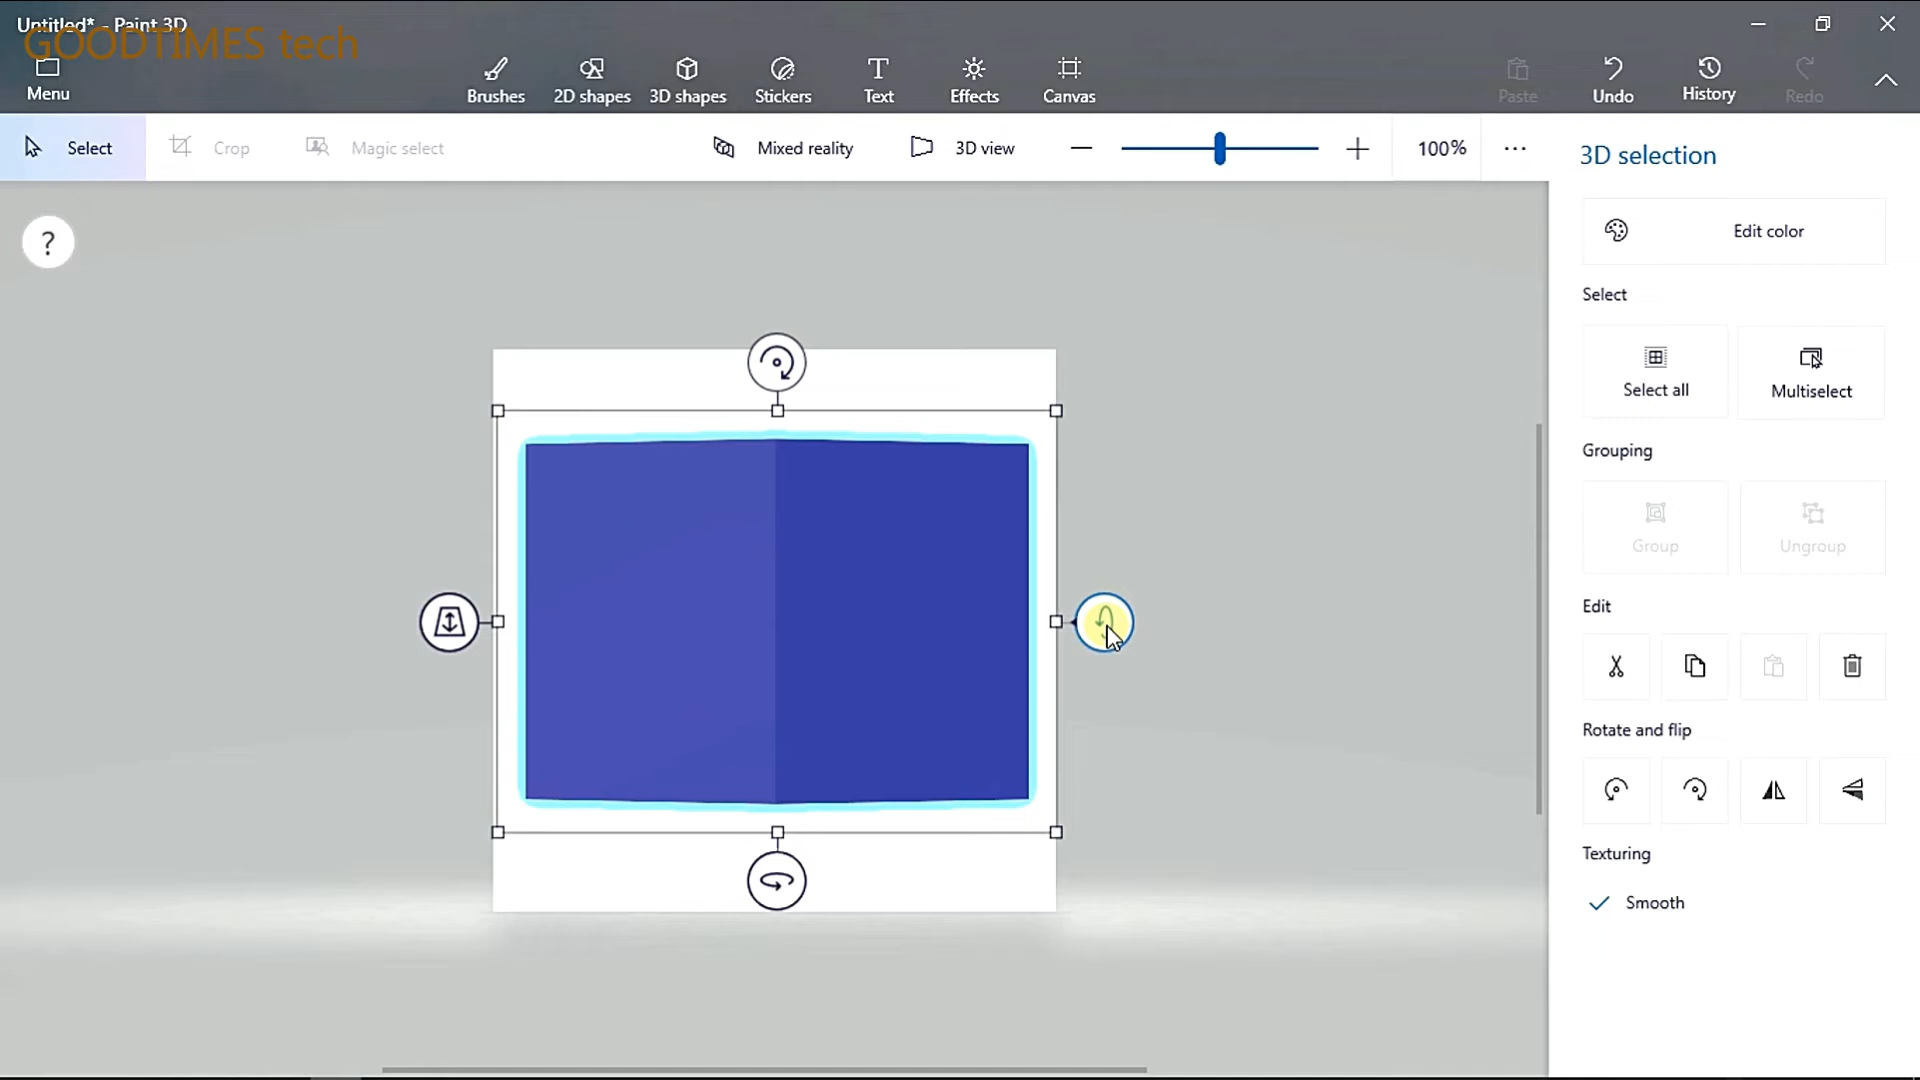 Untitled* - Paint 3D
GOODTIMES tech
Menu
Brushes
2D shapes
3D shapes
Stickers
Text
Effects
Canvas
Paste
Undo
History
Redo
Select
Crop
Magic select
Mixed reality
3D view
100%
?
3D selection
Edit color
Select
Select all
Multiselect
Grouping
Group
Ungroup
Edit
Rotate and flip
Texturing
Smooth